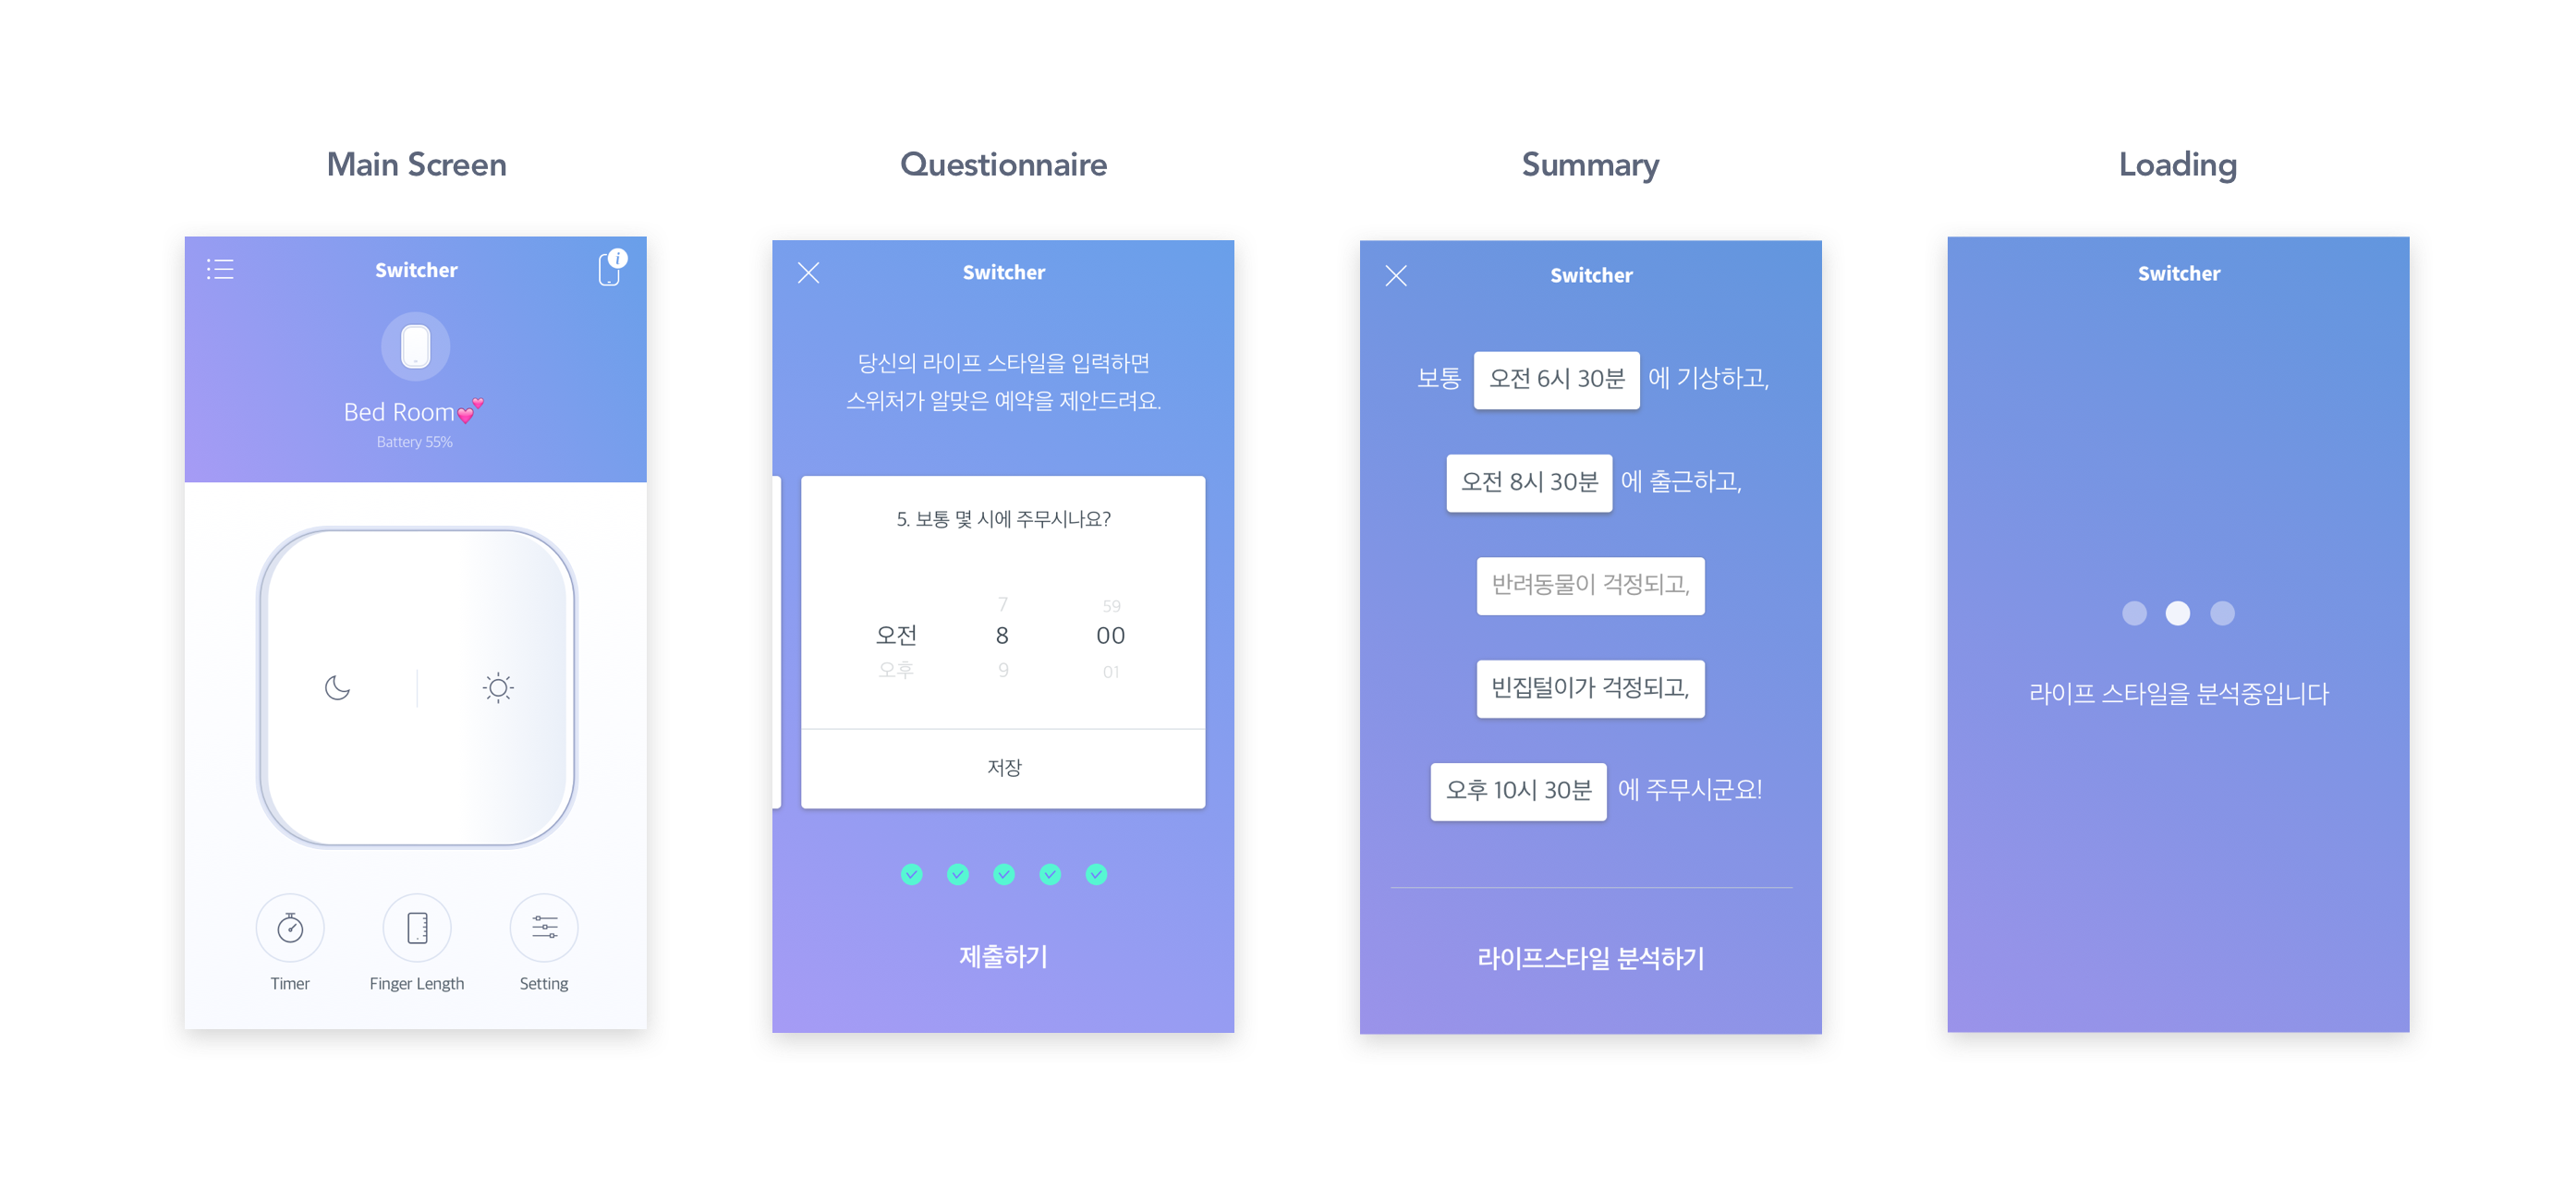 Main Screen
Switcher
i
Bed Room💕
Battery 55%
Timer
Finger Length
Setting
Questionnaire
Switcher
당신의 라이프 스타일을 입력하면
스위처가 알맞은 예약을 제안드려요.
5. 보통 몇 시에 주무시나요?
7 59
오전 8 00
오후 9 01
저장
제출하기
Summary
Switcher
보통 오전 6시 30분 에 기상하고,
오전 8시 30분 에 출근하고,
반려동물이 걱정되고,
빈집털이가 걱정되고,
오후 10시 30분 에 주무시군요!
라이프스타일 분석하기
Loading
Switcher
라이프 스타일을 분석중입니다